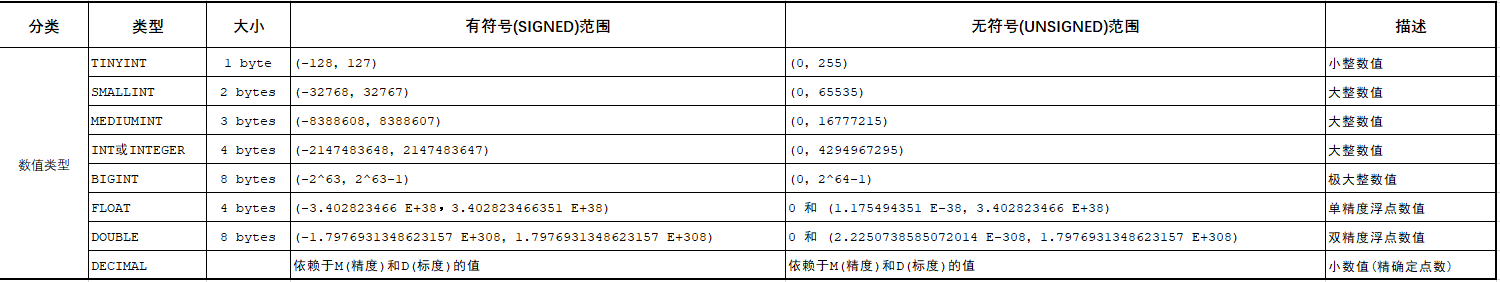 分类 类型 大小 有符号(SIGNED)范围 无符号(UNSIGNED)范围 描述
数值类型
TINYINT 1 byte (-128, 127) (0, 255) 小整数值
SMALLINT 2 bytes (-32768, 32767) (0, 65535) 大整数值
MEDIUMINT 3 bytes (-8388608, 8388607) (0, 16777215) 大整数值
INT或INTEGER 4 bytes (-2147483648, 2147483647) (0, 4294967295) 大整数值
BIGINT 8 bytes (-2^63, 2^63-1) (0, 2^64-1) 极大整数值
FLOAT 4 bytes (-3.402823466 E+38，3.402823466351 E+38) 0 和 (1.175494351 E-38, 3.402823466 E+38) 单精度浮点数值
DOUBLE 8 bytes (-1.7976931348623157 E+308, 1.7976931348623157 E+308) 0 和 (2.2250738585072014 E-308, 1.7976931348623157 E+308) 双精度浮点数值
DECIMAL 依赖于M(精度)和D(标度)的值 依赖于M(精度)和D(标度)的值 小数值(精确定点数)